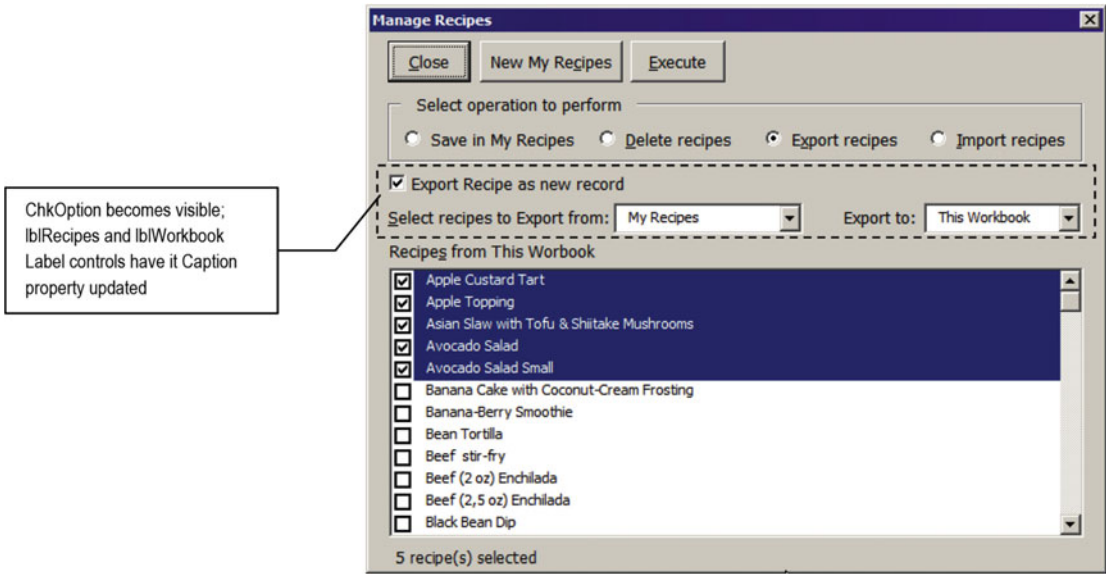 Manage Recipes
Close
New My Recipes
Execute
Select operation to perform
Save in My Recipes
Delete recipes
Export recipes
Import recipes
Export Recipe as new record
Select recipes to Export from: My Recipes
Export to: This Workbook
Recipes from This Worbook
Apple Custard Tart
Apple Topping
Asian Slaw with Tofu & Shiitake Mushrooms
Avocado Salad
Avocado Salad Small
Banana Cake with Coconut-Cream Frosting
Banana-Berry Smoothie
Bean Tortilla
Beef stir-fry
Beef (2 oz) Enchilada
Beef (2,5 oz) Enchilada
Black Bean Dip
5 recipe(s) selected
ChkOption becomes visible;
lblRecipes and lblWorkbook
Label controls have it Caption
property updated